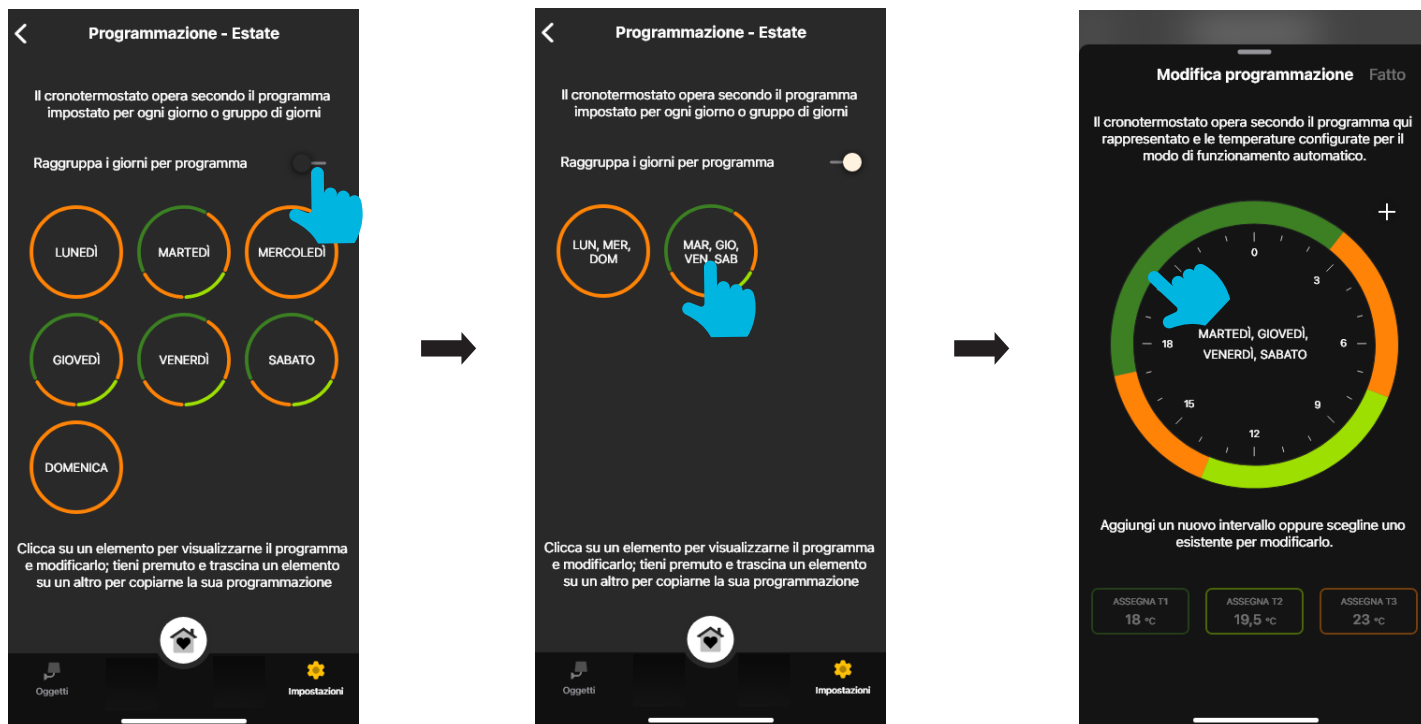 Programmazione - Estate
Il cronotermostato opera secondo il programma
impostato per ogni giorno o gruppo di giorni
Raggruppa i giorni per programma
LUNEDÌ
MARTEDÌ
MERCOLEDÌ
GIOVEDÌ
VENERDÌ
SABATO
DOMENICA
Clicca su un elemento per visualizzarne il programma
e modificarlo; tieni premuto e trascina un elemento
su un altro per copiarne la sua programmazione
Oggetti
Impostazioni
Programmazione - Estate
Il cronotermostato opera secondo il programma
impostato per ogni giorno o gruppo di giorni
Raggruppa i giorni per programma
LUN, MER,
DOM
MAR, GIO,
VEN, SAB
Clicca su un elemento per visualizzarne il programma
e modificarlo; tieni premuto e trascina un elemento
su un altro per copiarne la sua programmazione
Oggetti
Impostazioni
Modifica programmazione Fatto
Il cronotermostato opera secondo il programma qui
rappresentato e le temperature configurate per il
modo di funzionamento automatico.
+
0
3
6
9
12
15
18
MARTEDÌ, GIOVEDÌ,
VENERDÌ, SABATO
Aggiungi un nuovo intervallo oppure scegline uno
esistente per modificarlo.
ASSEGNA T1
18 °C
ASSEGNA T2
19,5 °C
ASSEGNA T3
23 °C